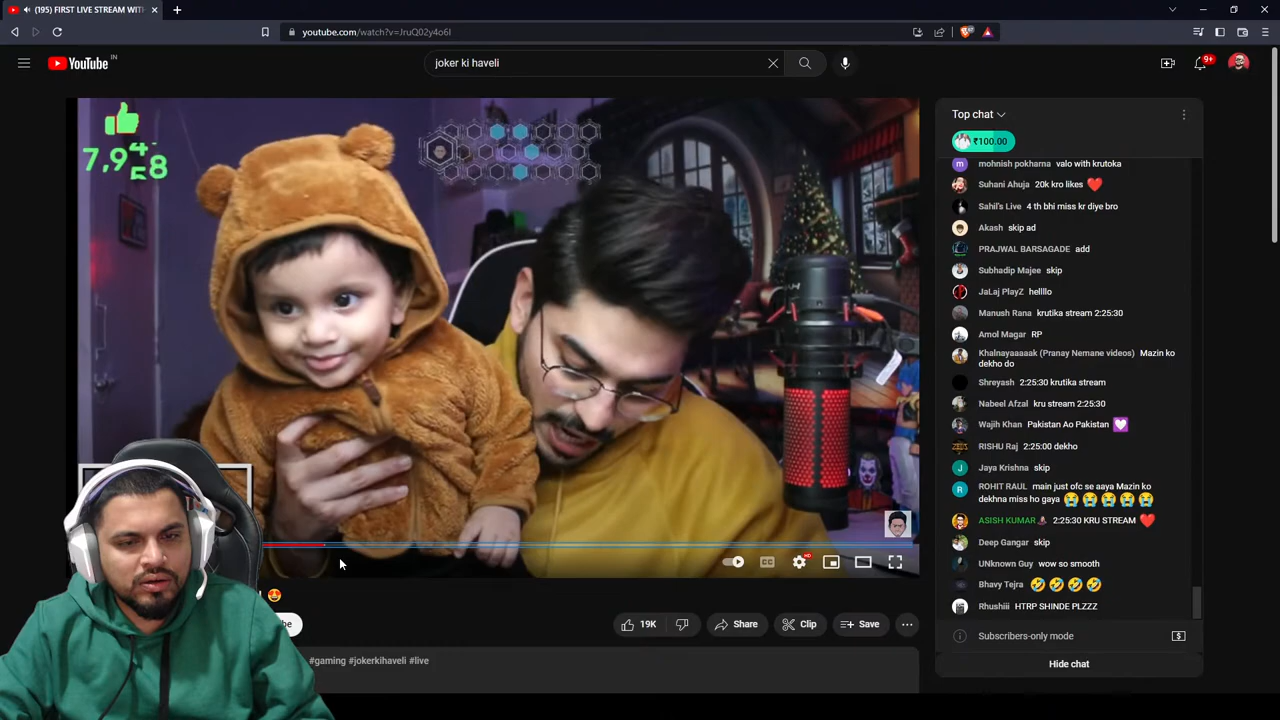 (195) FIRST LIVE STREAM WITH
youtube.com/watch?v=JruQ02y4o6I
YouTube IN
joker ki haveli
9+
Top chat
₹100.00
mohnish pokharna valo with krutoka
Suhani Ahuja 20k kro likes ❤️
Sahil's Live 4 th bhi miss kr diye bro
Akash skip ad
PRAJWAL BARSAGADE add
Subhadip Majee skip
JaLaj PlayZ helllo
Manush Rana krutika stream 2:25:30
Amol Magar RP
Khalnayaaaaak (Pranay Nemane videos) Mazin ko
dekho do
Shreyash 2:25:30 krutika stream
Nabeel Afzal kru stream 2:25:30
Wajih Khan Pakistan Ao Pakistan 💟
RISHU Raj 2:25:00 dekho
Jaya Krishna skip
ROHIT RAUL main just ofc se aaya Mazin ko
dekhna miss ho gaya 😭😭😭😭😭
ASISH KUMAR 2:25:30 KRU STREAM ❤️
Deep Gangar skip
UNknown Guy wow so smooth
Bhavy Tejra 🤣🤣🤣🤣
Rhushiii HTRP SHINDE PLZZZ
Subscribers-only mode
Hide chat
CC
HD
! 😍
19K
Share
Clip
Save
#gaming #jokerkihaveli #live